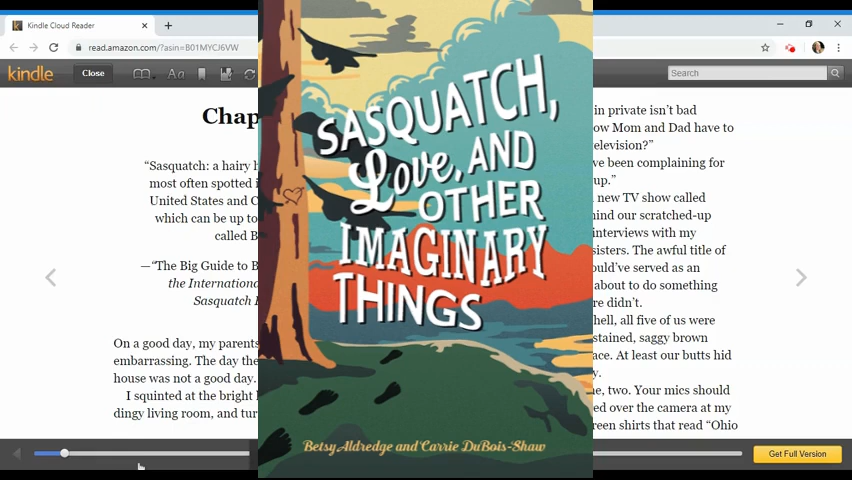 Kindle Cloud Reader
read.amazon.com/?asin=B01MYCJ6VW
kindle
Close
Aa
Search
Chap
“Sasquatch: a hairy h
most often spotted i
United States and C
which can be up to
called B
—“The Big Guide to B
the Internationa
Sasquatch
On a good day, my parents
embarrassing. The day the
house was not a good day.
I squinted at the bright
dingy living room, and tur
SASQUATCH,
Love, AND
OTHER
IMAGINARY
THINGS
Betsy Aldredge and Carrie DuBois-Shaw
in private isn’t bad
ow Mom and Dad have to
elevision?”
ve been complaining for
up.”
new TV show called
hind our scratched-up
interviews with my
sisters. The awful title of
ould’ve served as an
about to do something
re didn’t.
hell, all five of us were
stained, saggy brown
ace. At least our butts hid
y.
ne, two. Your mics should
ed over the camera at my
reen shirts that read “Ohio
Get Full Version